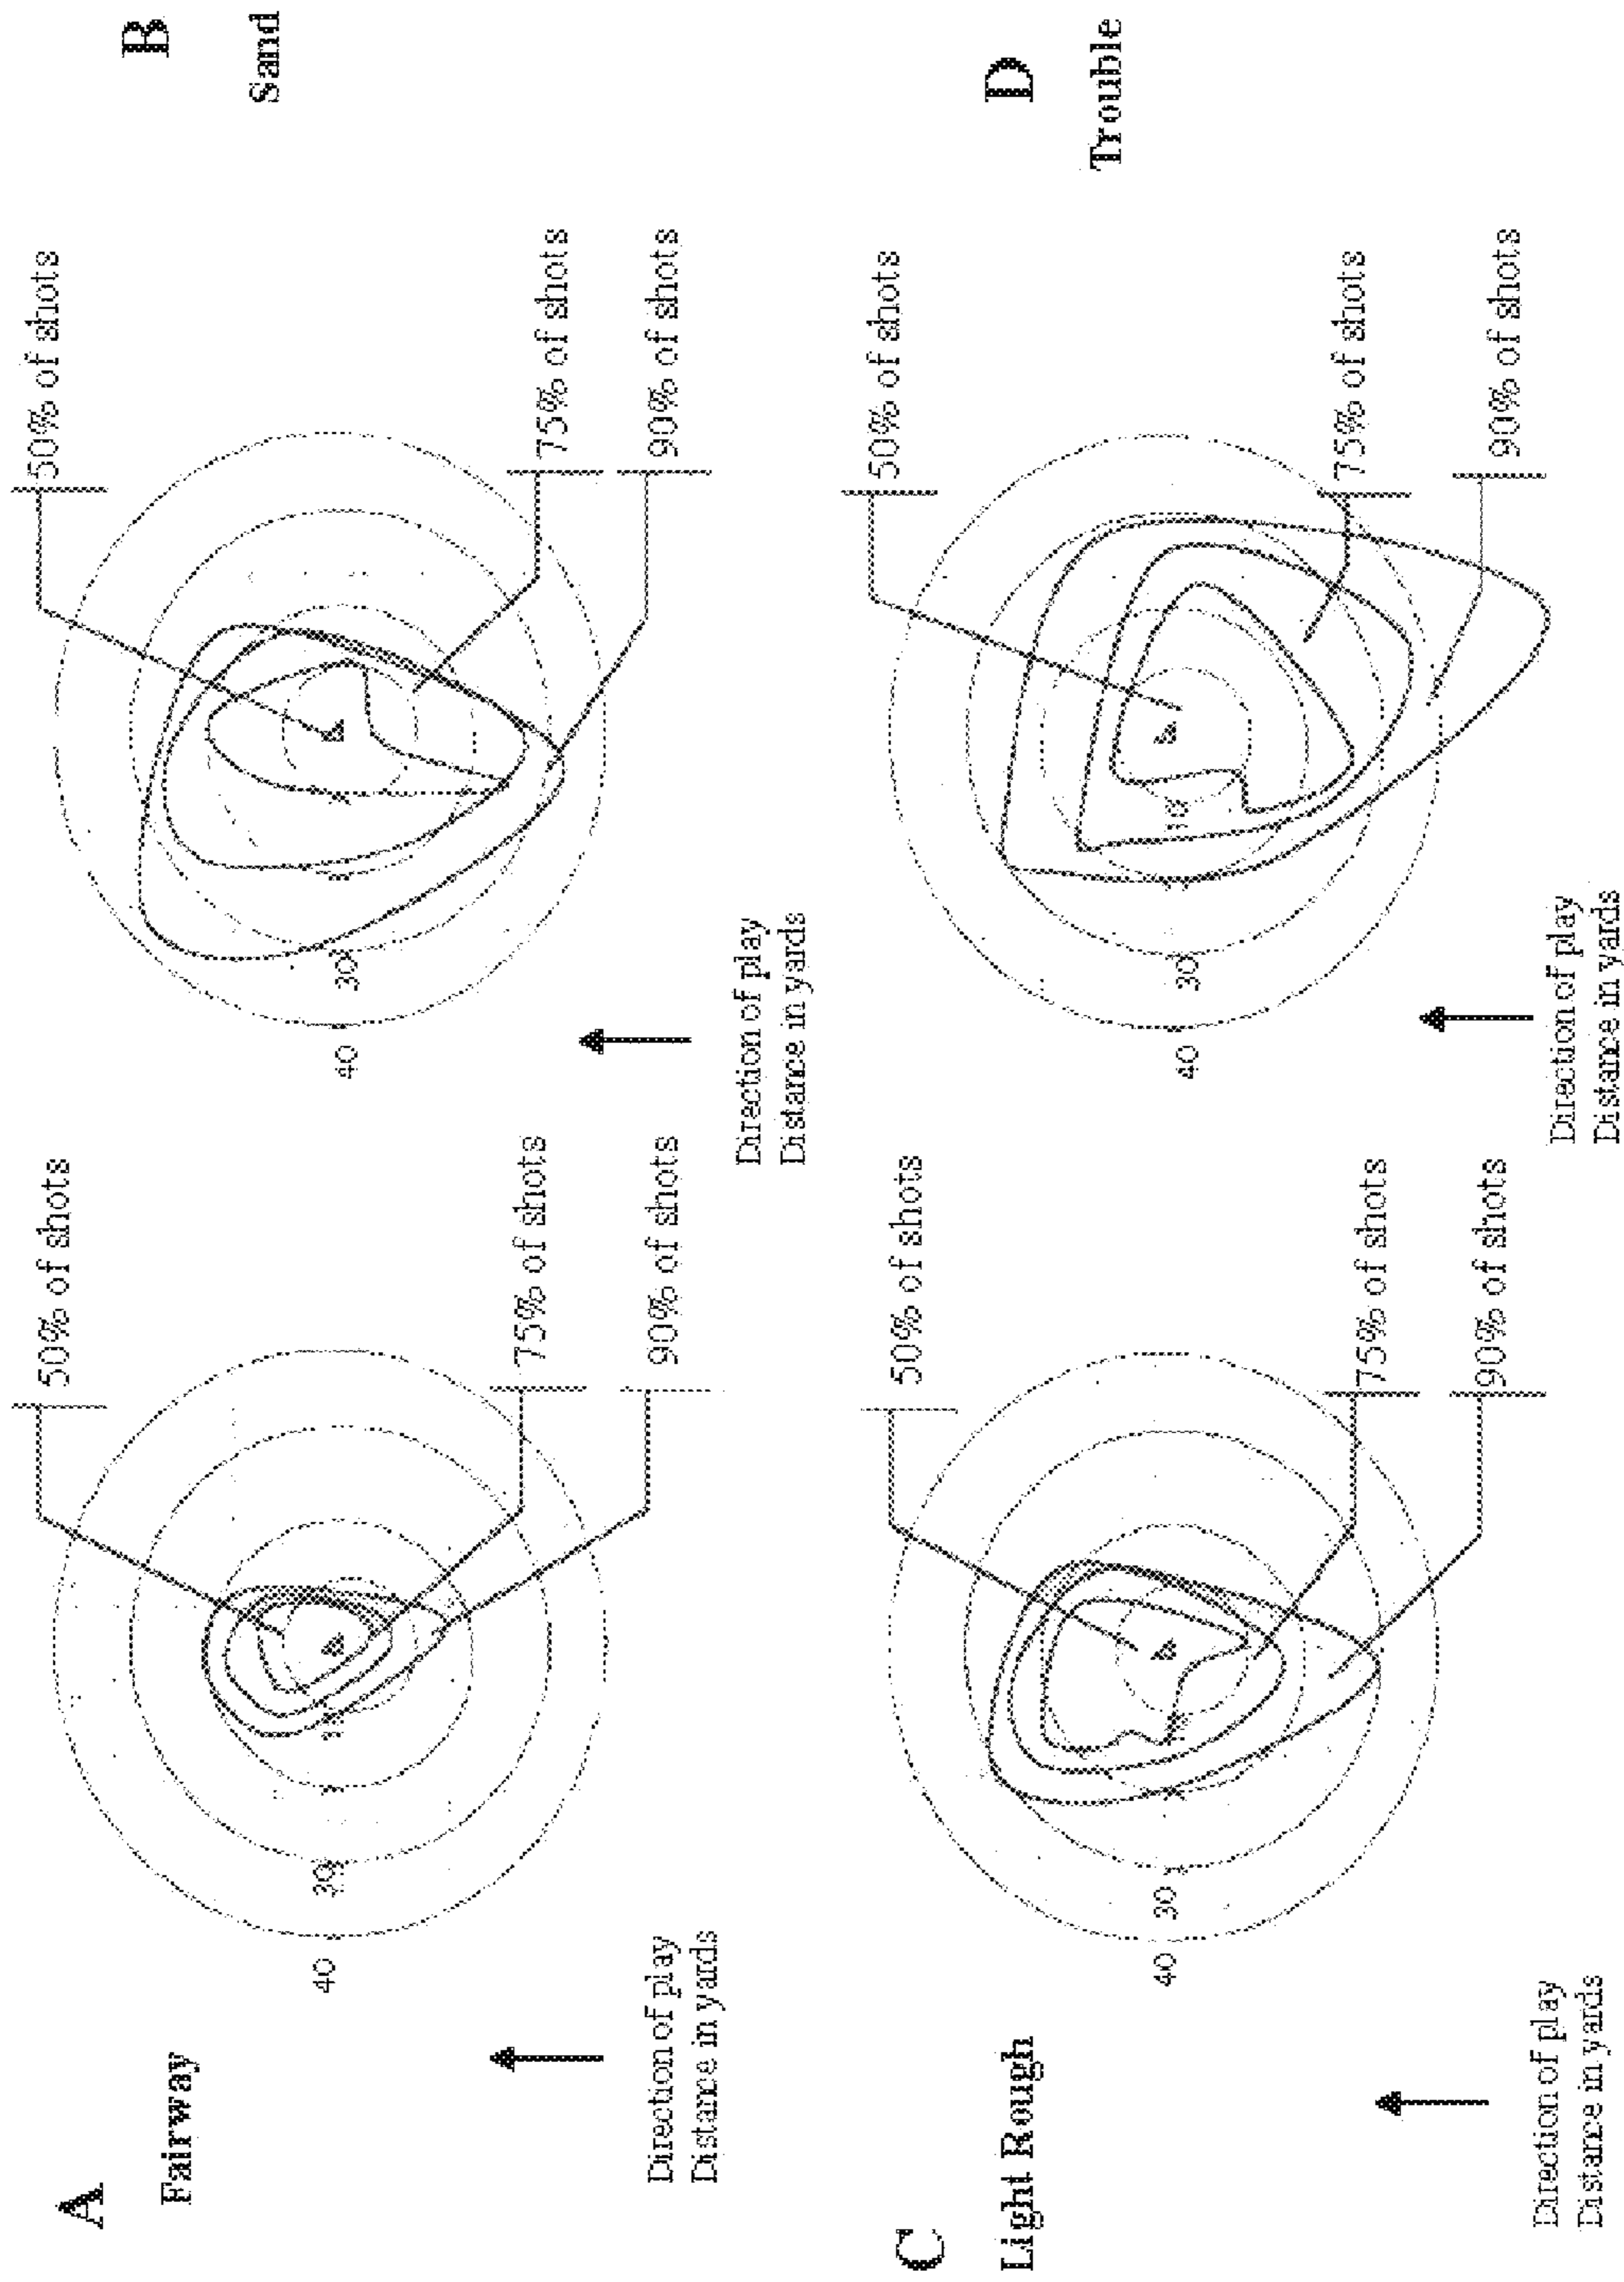 A
Fairway
50% of shots
75% of shots
90% of shots
30
40
Direction of play
Distance in yards
B
Sand
50% of shots
75% of shots
90% of shots
30
40
Direction of play
Distance in yards
C
Light Rough
50% of shots
75% of shots
90% of shots
30
40
Direction of play
Distance in yards
D
Trouble
50% of shots
75% of shots
90% of shots
30
40
Direction of play
Distance in yards